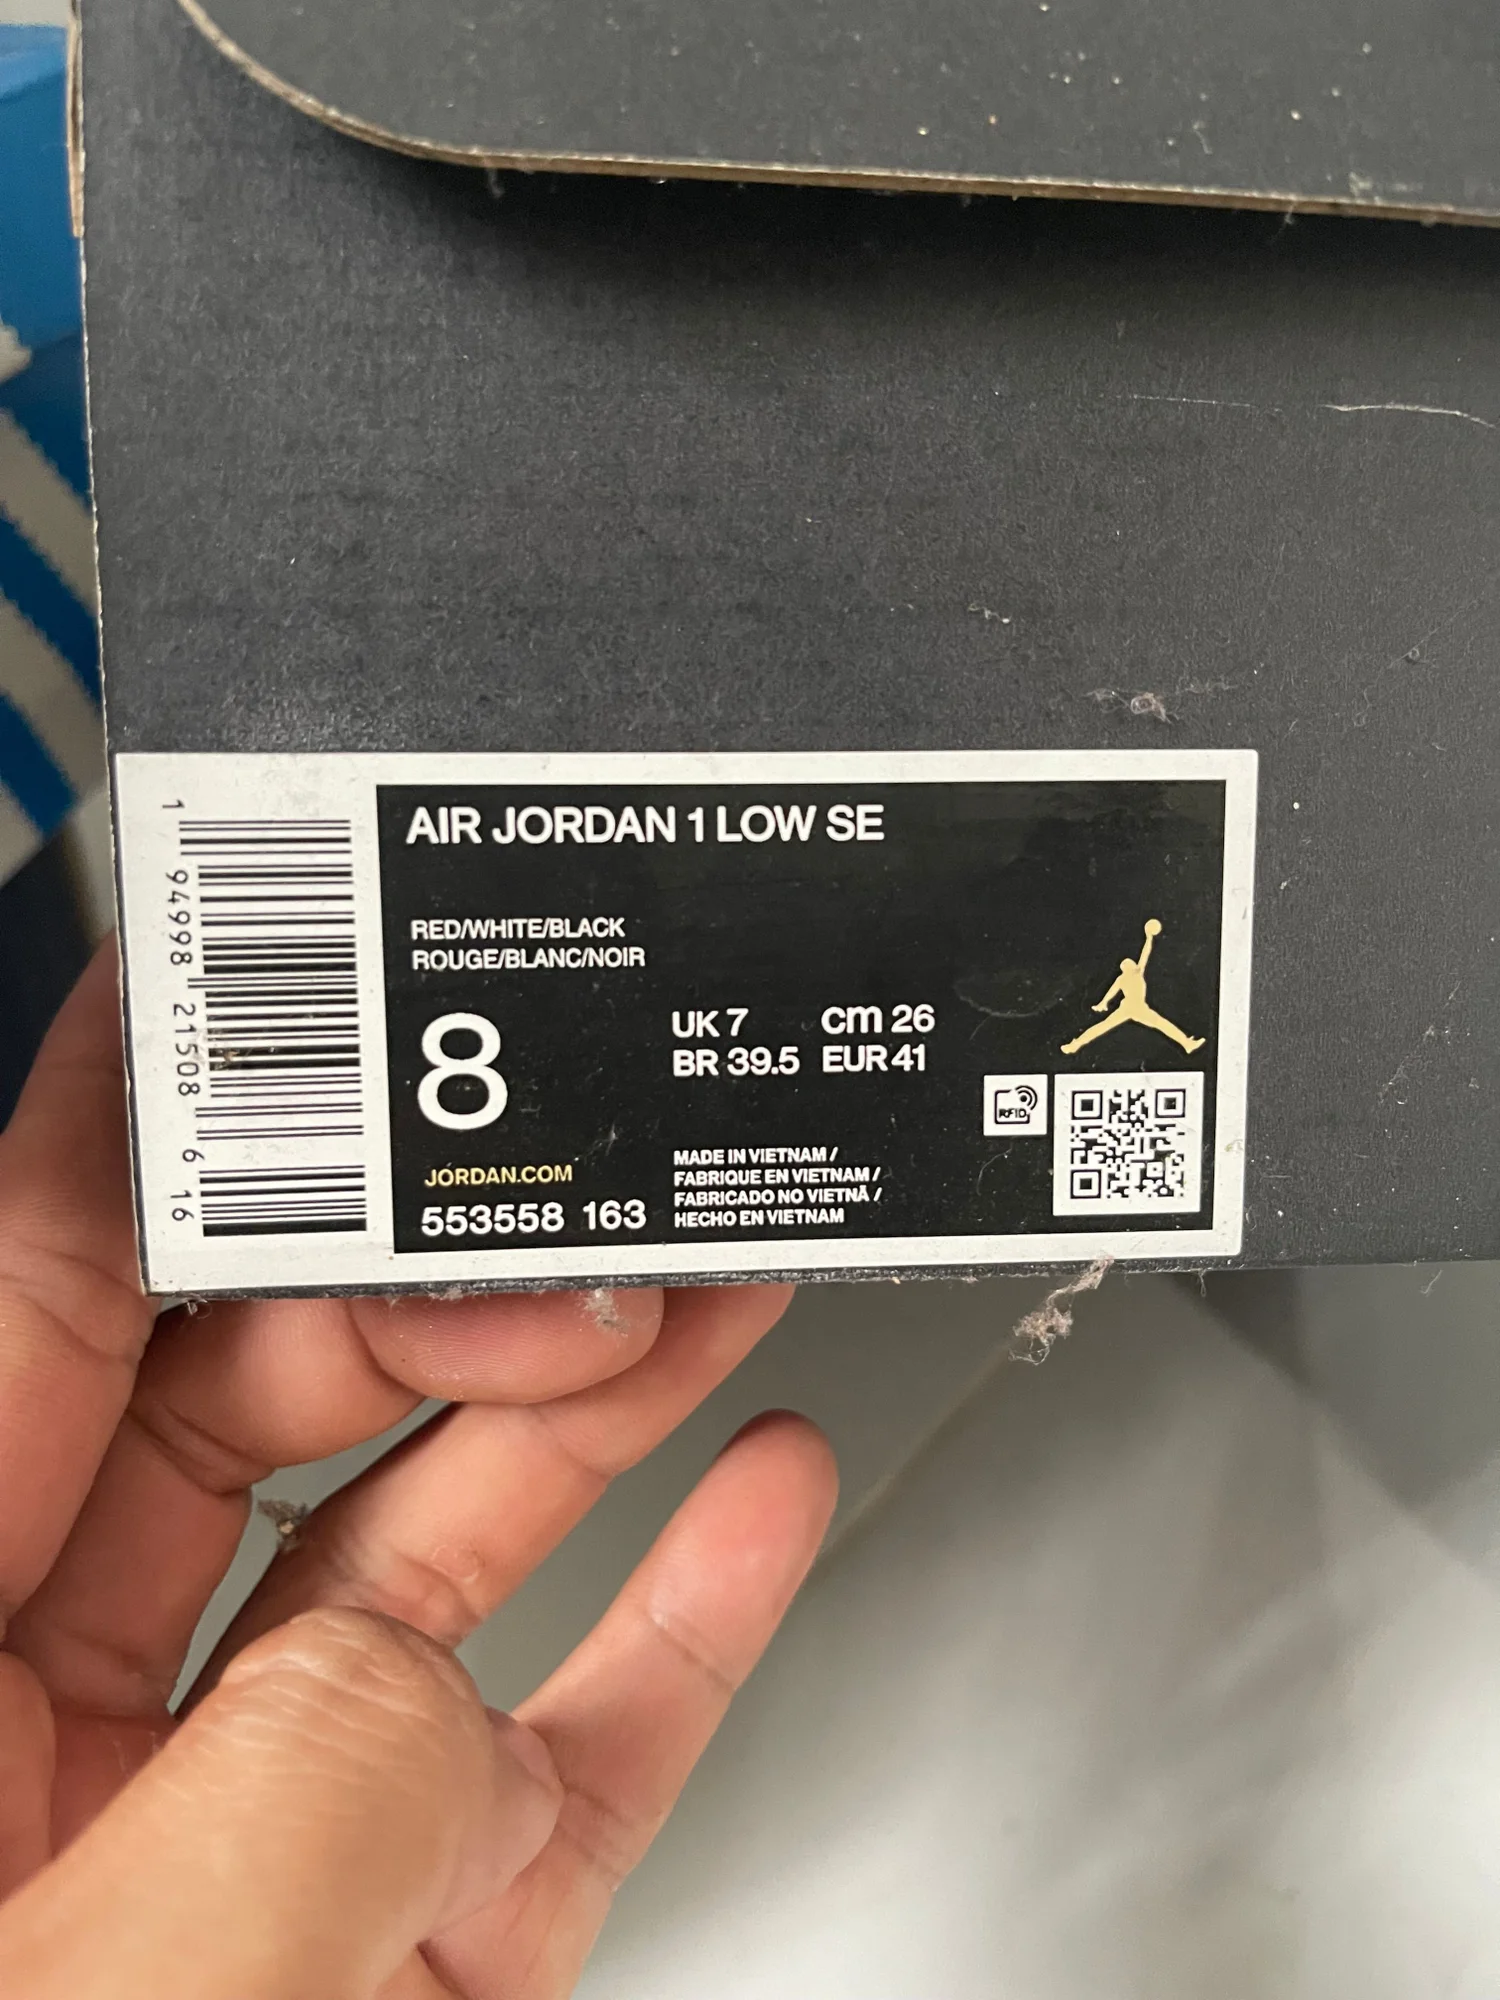 AIR JORDAN 1 LOW SE
RED/WHITE/BLACK
ROUGE/BLANC/NOIR
8
UK 7 cm 26
BR 39.5 EUR 41
JORDAN.COM
553558 163
MADE IN VIETNAM /
FABRIQUE EN VIETNAM /
FABRICADO NO VIETNÃ /
HECHO EN VIETNAM
RFID
1 94998 21508 6 16